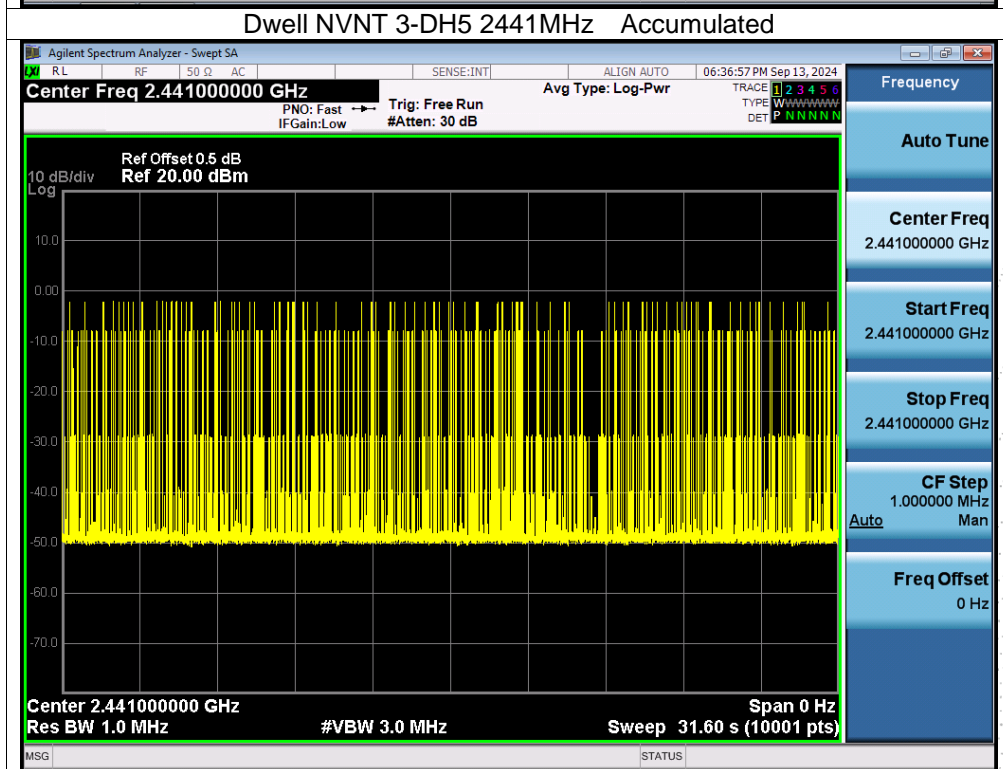 Dwell NVNT 3-DH5 2441MHz Accumulated
Agilent Spectrum Analyzer - Swept SA
LXI RL RF 50 Ω AC SENSE:INT ALIGN AUTO 06:36:57 PM Sep 13, 2024
Center Freq 2.441000000 GHz
PNO: Fast
IFGain:Low
Trig: Free Run
#Atten: 30 dB
Avg Type: Log-Pwr
TRACE 1 2 3 4 5 6
TYPE WWWWWW
DET P N N N N N
Frequency
Ref Offset 0.5 dB
10 dB/div Ref 20.00 dBm
Log
10.0
0.00
-10.0
-20.0
-30.0
-40.0
-50.0
-60.0
-70.0
Center 2.441000000 GHz Span 0 Hz
Res BW 1.0 MHz #VBW 3.0 MHz Sweep 31.60 s (10001 pts)
Auto Tune
Center Freq
2.441000000 GHz
Start Freq
2.441000000 GHz
Stop Freq
2.441000000 GHz
CF Step
1.000000 MHz
Auto Man
Freq Offset
0 Hz
MSG STATUS